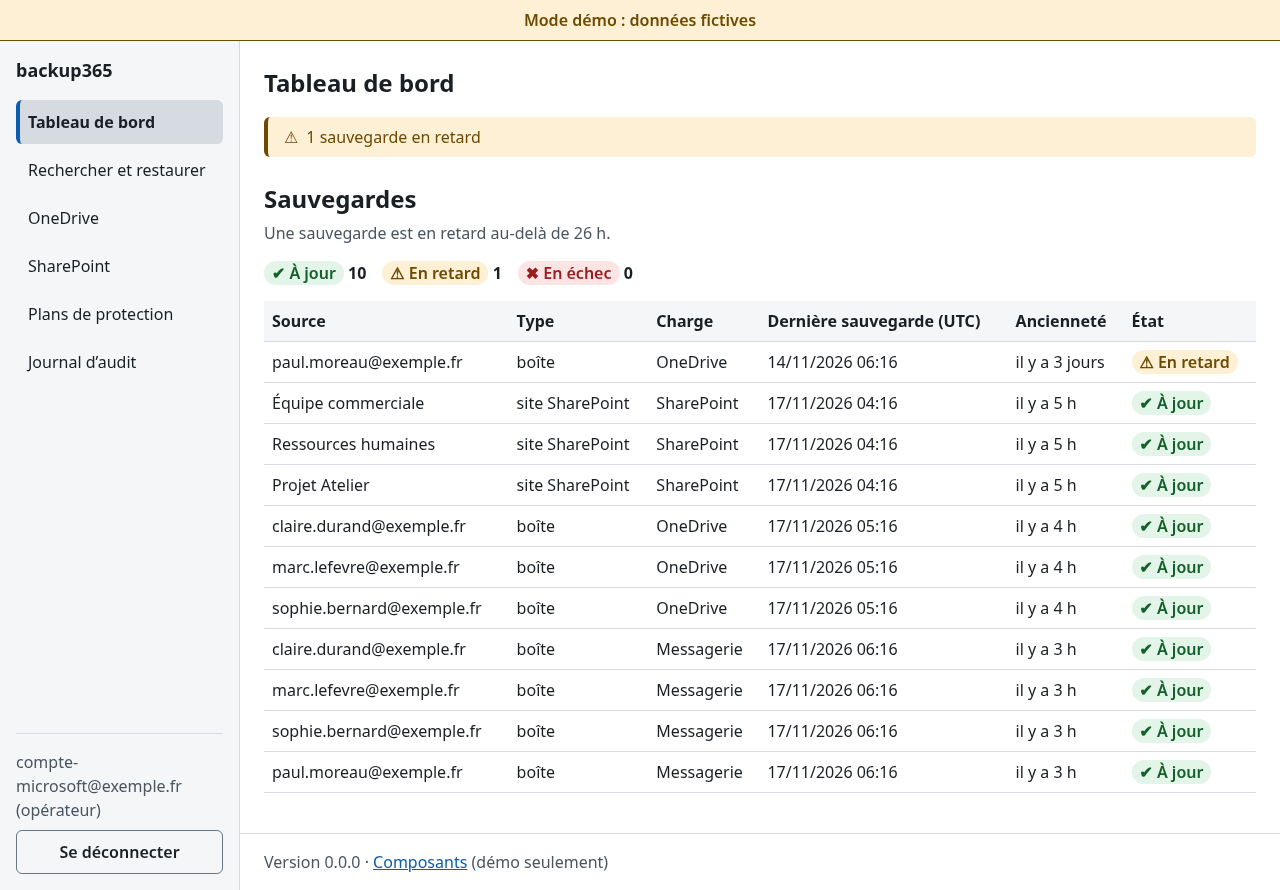 Mode démo : données fictives
backup365
Tableau de bord
Rechercher et restaurer
OneDrive
SharePoint
Plans de protection
Journal d’audit
compte-
microsoft@exemple.fr
(opérateur)
Se déconnecter
Tableau de bord
⚠ 1 sauvegarde en retard
Sauvegardes
Une sauvegarde est en retard au-delà de 26 h.
✔ À jour 10 ⚠ En retard 1 ✖ En échec 0
Source Type Charge Dernière sauvegarde (UTC) Ancienneté État
paul.moreau@exemple.fr boîte OneDrive 14/11/2026 06:16 il y a 3 jours ⚠ En retard
Équipe commerciale site SharePoint SharePoint 17/11/2026 04:16 il y a 5 h ✔ À jour
Ressources humaines site SharePoint SharePoint 17/11/2026 04:16 il y a 5 h ✔ À jour
Projet Atelier site SharePoint SharePoint 17/11/2026 04:16 il y a 5 h ✔ À jour
claire.durand@exemple.fr boîte OneDrive 17/11/2026 05:16 il y a 4 h ✔ À jour
marc.lefevre@exemple.fr boîte OneDrive 17/11/2026 05:16 il y a 4 h ✔ À jour
sophie.bernard@exemple.fr boîte OneDrive 17/11/2026 05:16 il y a 4 h ✔ À jour
claire.durand@exemple.fr boîte Messagerie 17/11/2026 06:16 il y a 3 h ✔ À jour
marc.lefevre@exemple.fr boîte Messagerie 17/11/2026 06:16 il y a 3 h ✔ À jour
sophie.bernard@exemple.fr boîte Messagerie 17/11/2026 06:16 il y a 3 h ✔ À jour
paul.moreau@exemple.fr boîte Messagerie 17/11/2026 06:16 il y a 3 h ✔ À jour
Version 0.0.0 · Composants (démo seulement)